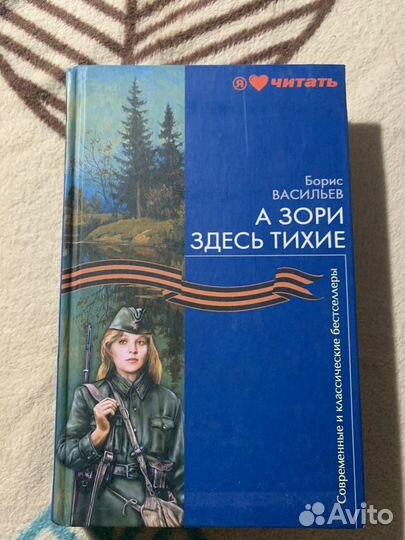 я читать
Борис
ВАСИЛЬЕВ
А ЗОРИ
ЗДЕСЬ ТИХИЕ
Современные и классические бестселлеры
Avito